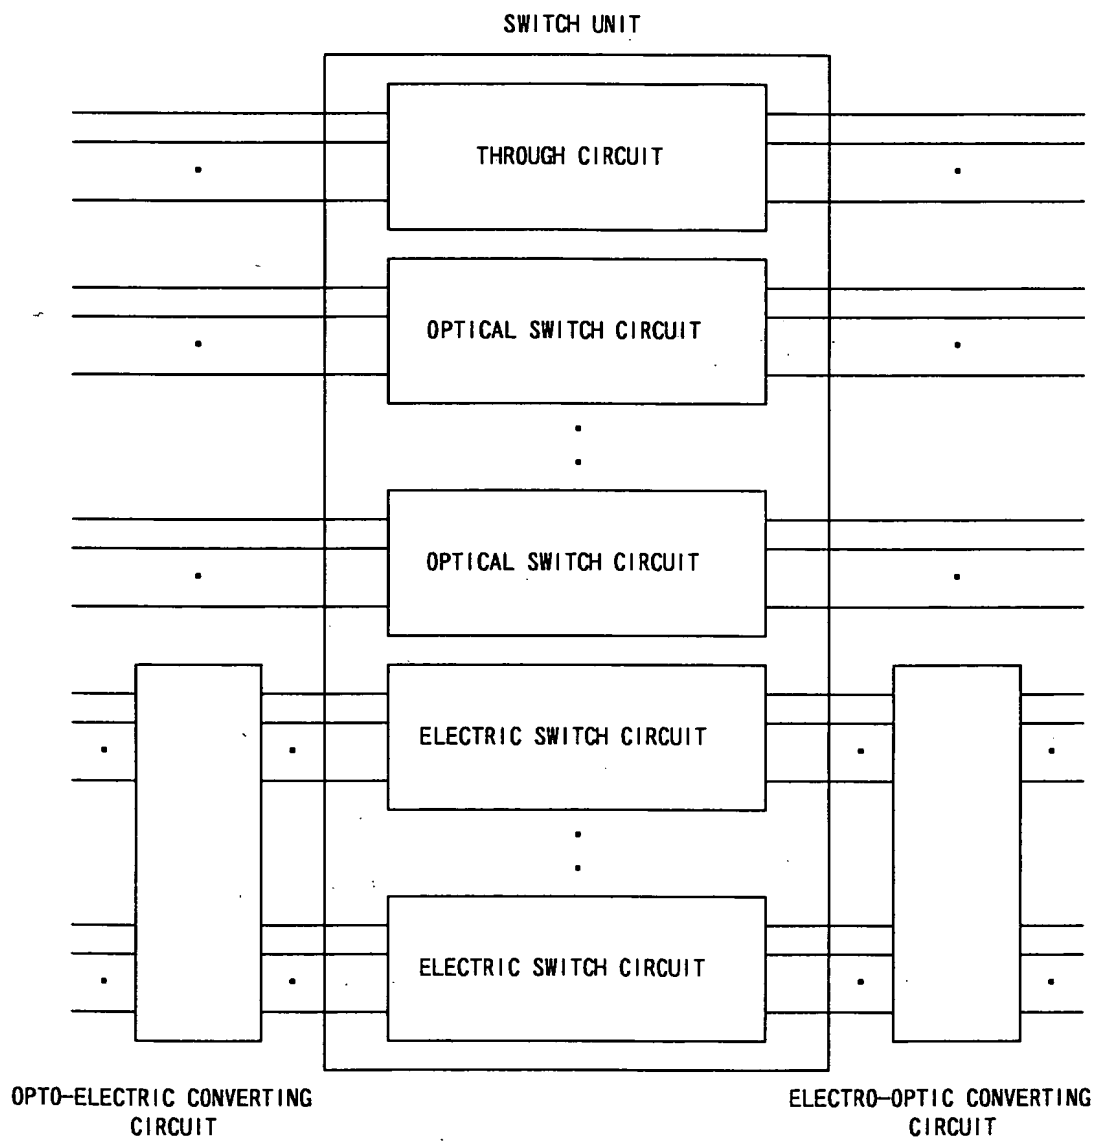 SWITCH UNIT
THROUGH CIRCUIT
OPTICAL SWITCH CIRCUIT
OPTICAL SWITCH CIRCUIT
ELECTRIC SWITCH CIRCUIT
ELECTRIC SWITCH CIRCUIT
OPTO-ELECTRIC CONVERTING
CIRCUIT
ELECTRO-OPTIC CONVERTING
CIRCUIT